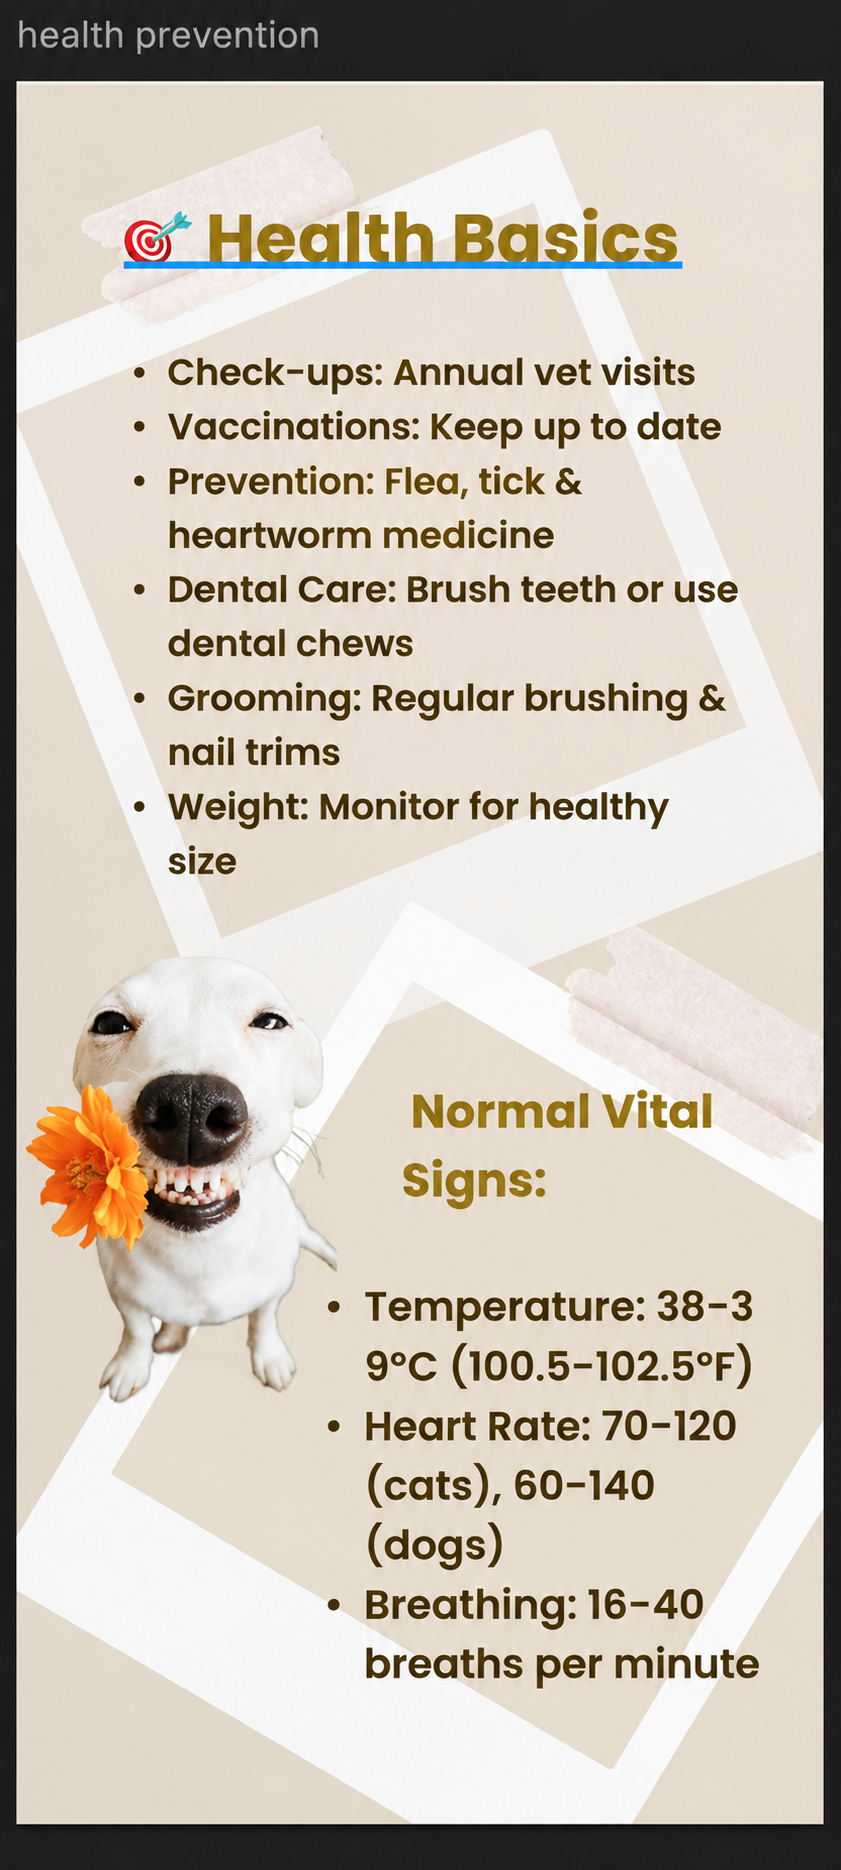 health prevention
🎯 Health Basics
• Check-ups: Annual vet visits
• Vaccinations: Keep up to date
• Prevention: Flea, tick &
heartworm medicine
• Dental Care: Brush teeth or use
dental chews
• Grooming: Regular brushing &
nail trims
• Weight: Monitor for healthy
size
Normal Vital
Signs:
• Temperature: 38-3
9°C (100.5-102.5°F)
• Heart Rate: 70-120
(cats), 60-140
(dogs)
• Breathing: 16-40
breaths per minute